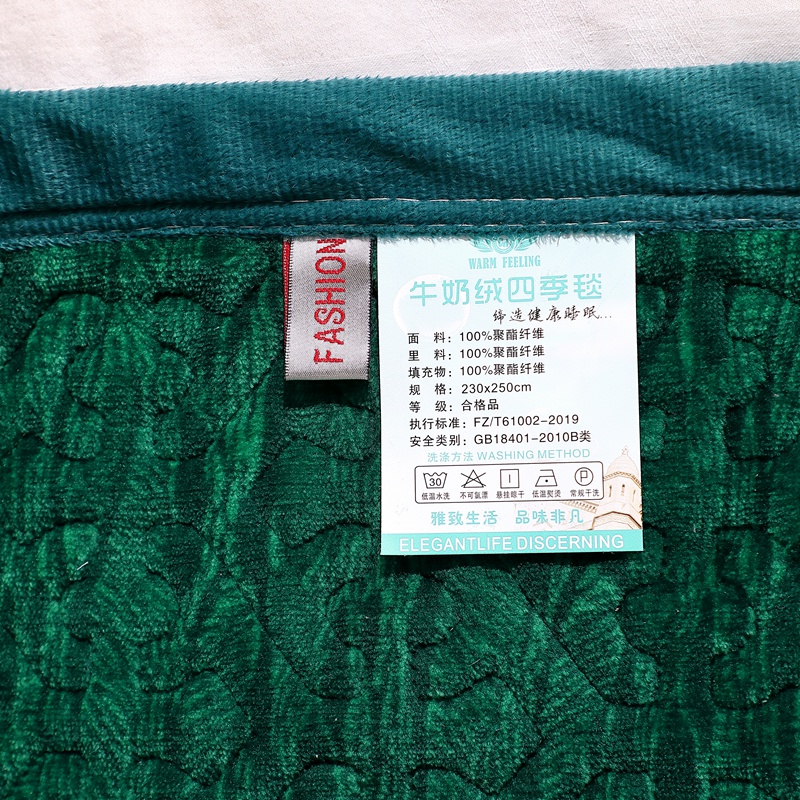 FASHION
WARM FEELING
牛奶绒四季毯
缔造健康睡眠...
面 料：100%聚酯纤维
里 料：100%聚酯纤维
填充物：100%聚酯纤维
规 格：230x250cm
等 级：合格品
执行标准：FZ/T61002-2019
安全类别：GB18401-2010B类
洗涤方法 WASHING METHOD
30 P
低温水洗 不可氯漂 悬挂晾干 低温熨烫 常规干洗
雅致生活 品味非凡
ELEGANTLIFE DISCERNING